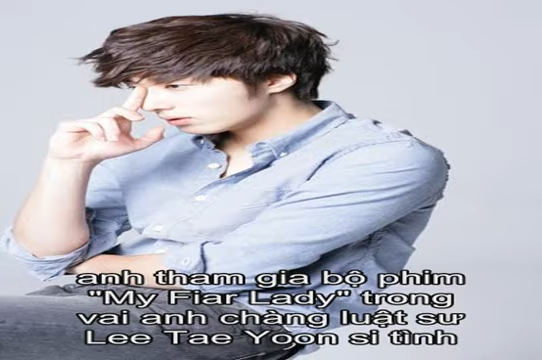 anh tham gia bộ phim
"My Fiar Lady" trong
vai anh chàng luật sư
Lee Tae Yoon si tình